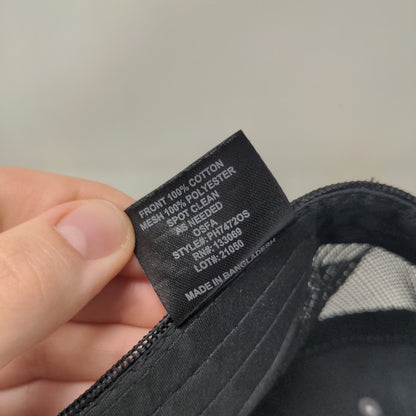 FRONT 100% COTTON
MESH 100% POLYESTER
SPOT CLEAN
AS NEEDED
OSFA
STYLE#: PH7472OS
RN#: 133069
LOT#: 21050
MADE IN BANGLADESH